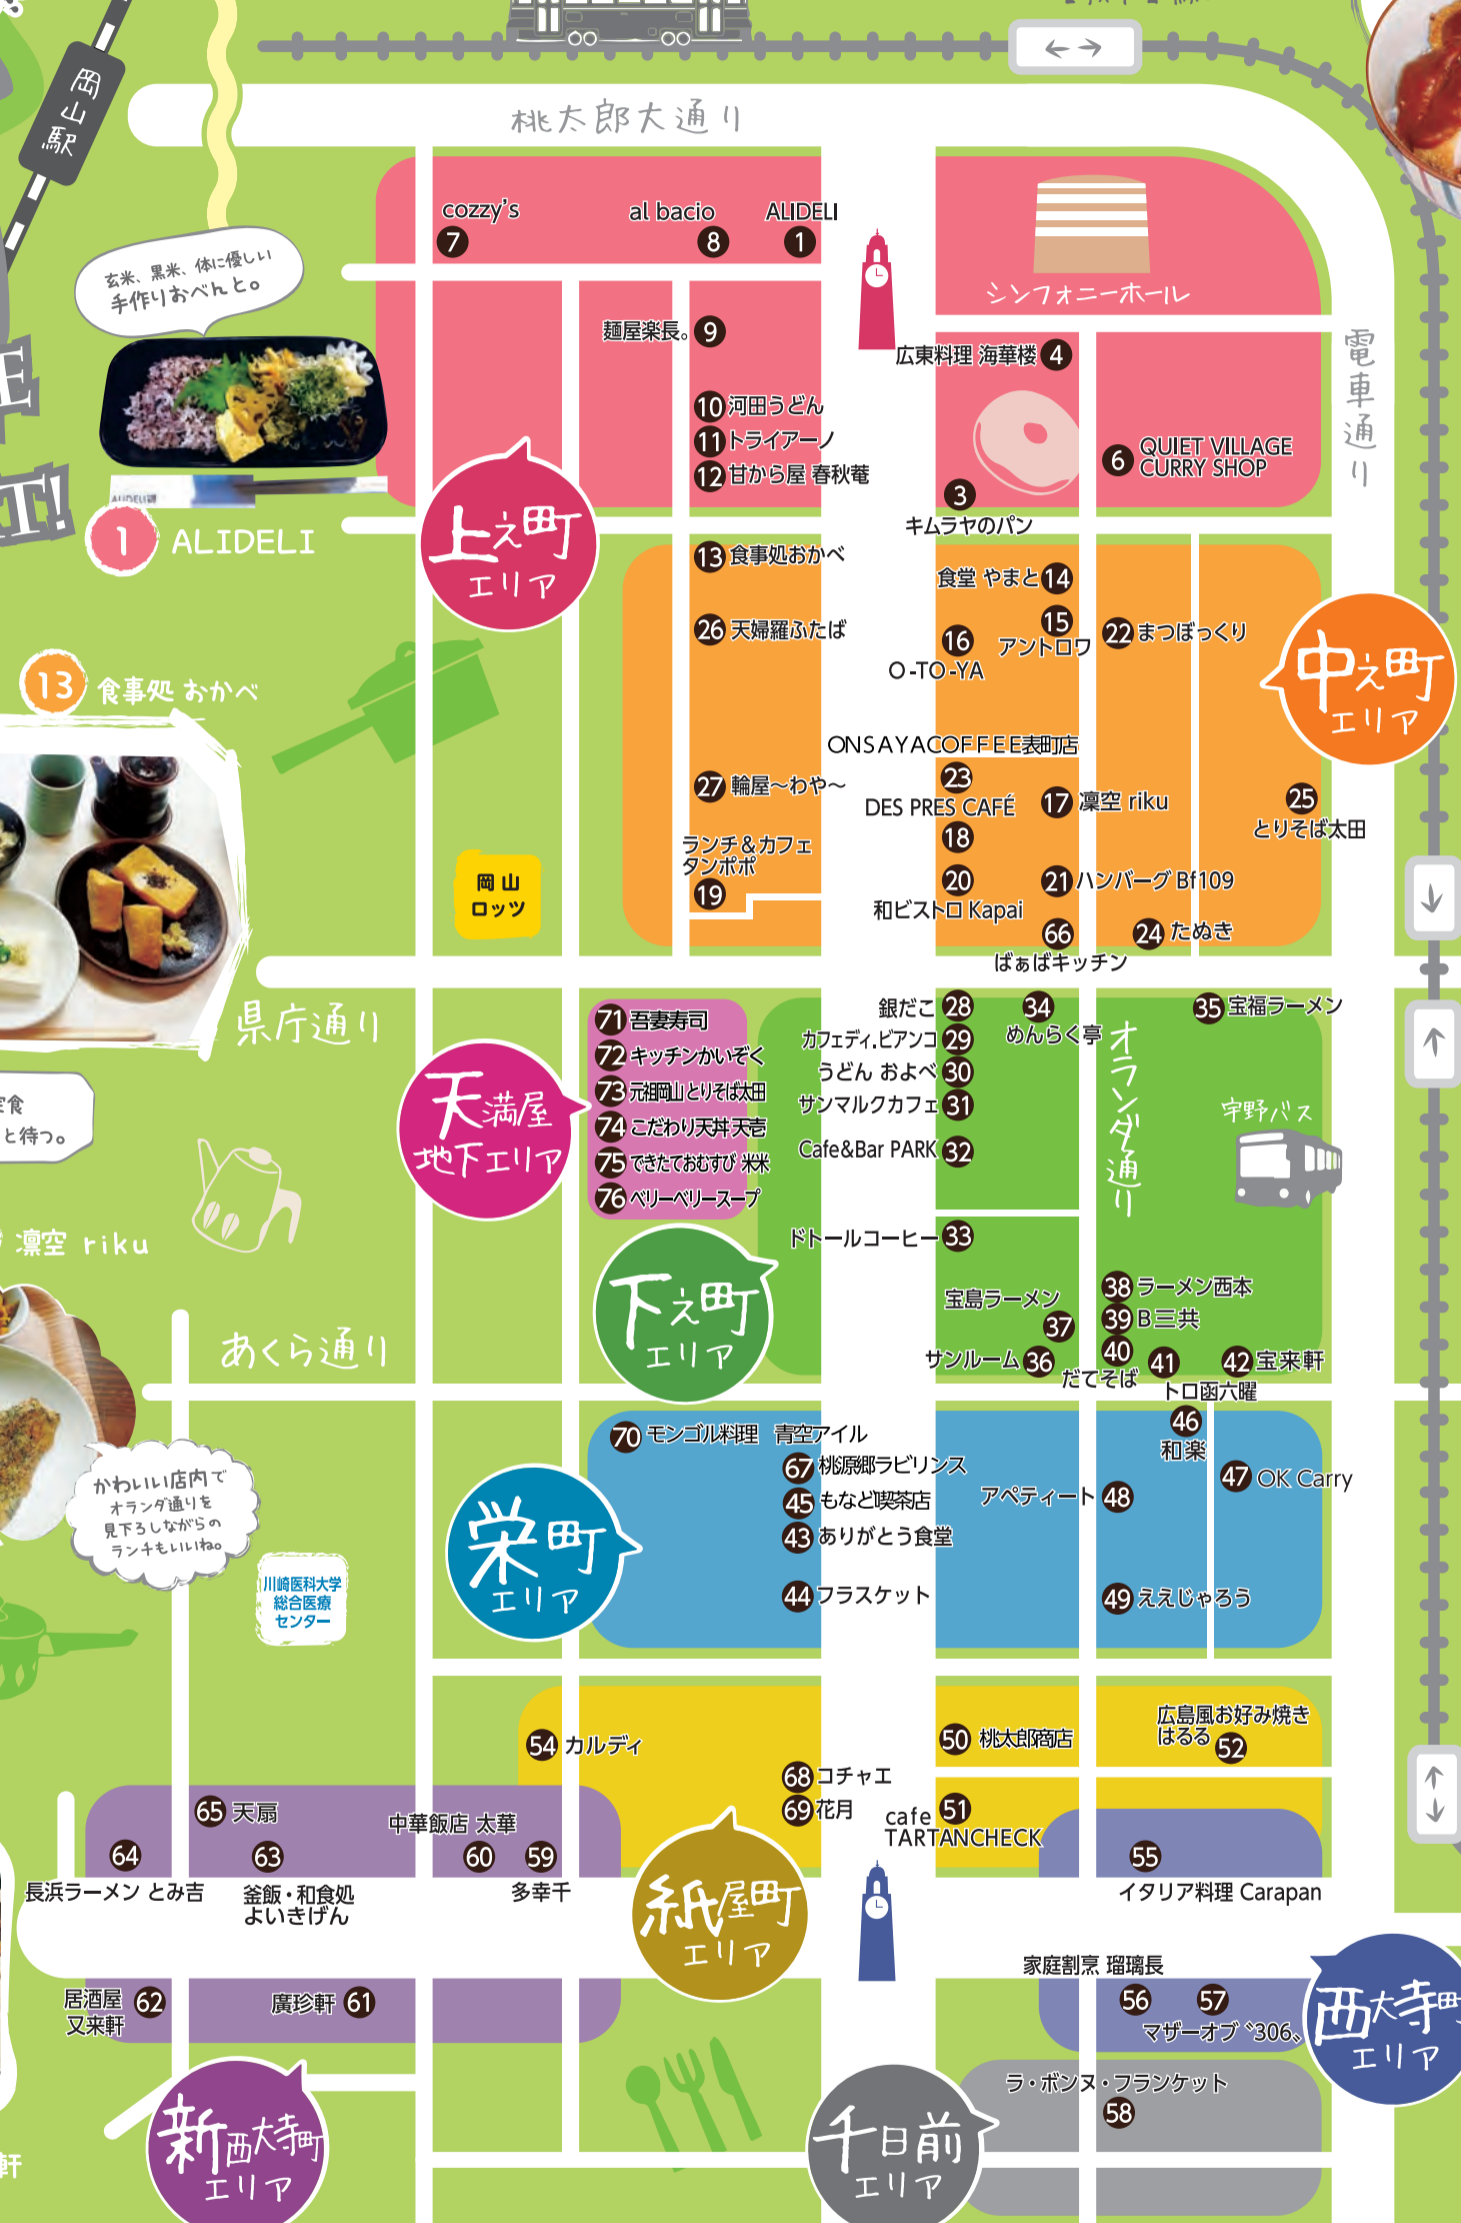 岡山駅
桃太郎大通り
cozzy's
7
al bacio
8
ALIDELI
1
シンフォニーホール
玄米、黒米、体に優しい
手作りおべんと。
1 ALIDELI
電車通り
麺屋楽長。 9
広東料理 海華楼 4
10 河田うどん
11 トライアーノ
12 甘から屋 春秋菴
6 QUIET VILLAGE
CURRY SHOP
3
キムラヤのパン
上之町
エリア
13 食事処おかべ
食堂 やまと 14
15
アントロワ
16
O-TO-YA
22 まつぼっくり
26 天婦羅ふたば
中之町
エリア
13 食事処 おかべ
ONSAYACOFFEE表町店
23
27 輪屋〜わや〜
DES PRES CAFÉ
18
17 凛空 riku
25
とりそば太田
ランチ&カフェ
タンポポ
19
20
和ビストロ Kapai
21 ハンバーグ Bf109
66
ばぁばキッチン
24 たぬき
岡山
ロッツ
県庁通り
71 吾妻寿司
72 キッチンかいぞく
73 元祖岡山とりそば太田
74 こだわり天丼 天壱
75 できたておむすび 米米
76 ベリーベリースープ
天満屋
地下エリア
銀だこ 28
カフェディ.ビアンコ 29
うどん およべ 30
サンマルクカフェ 31
Cafe&Bar PARK 32
ドトールコーヒー 33
34
めんらく亭
35 宝福ラーメン
オランダ通り
宇野バス
と待つ。
凛空 riku
下之町
エリア
宝島ラーメン
37
サンルーム 36
38 ラーメン西本
39 B三共
40
だてそば
41
トロ函六曜
42 宝来軒
あくら通り
46
和楽
47 OK Carry
70 モンゴル料理 青空アイル
67 桃源郷ラビリンス
45 もなど喫茶店
43 ありがとう食堂
44 フラスケット
アペティート 48
49 ええじゃろう
栄町
エリア
かわいい店内で
オランダ通りを
見下ろしながらの
ランチもいいね。
川崎医科大学
総合医療
センター
54 カルディ
50 桃太郎商店
広島風お好み焼き
はるる 52
68 コチャエ
69 花月
cafe 51
TARTANCHECK
55
イタリア料理 Carapan
65 天扇
64
長浜ラーメン とみ吉
63
釜飯・和食処
よいきげん
中華飯店 太華
60
59
多幸千
紙屋町
エリア
家庭割烹 瑠璃長
56
57
マザーオブ〝306〟
居酒屋 62
又来軒
廣珍軒 61
西大寺町
エリア
ラ・ボンヌ・フランケット
58
新西大寺町
エリア
千日前
エリア
軒